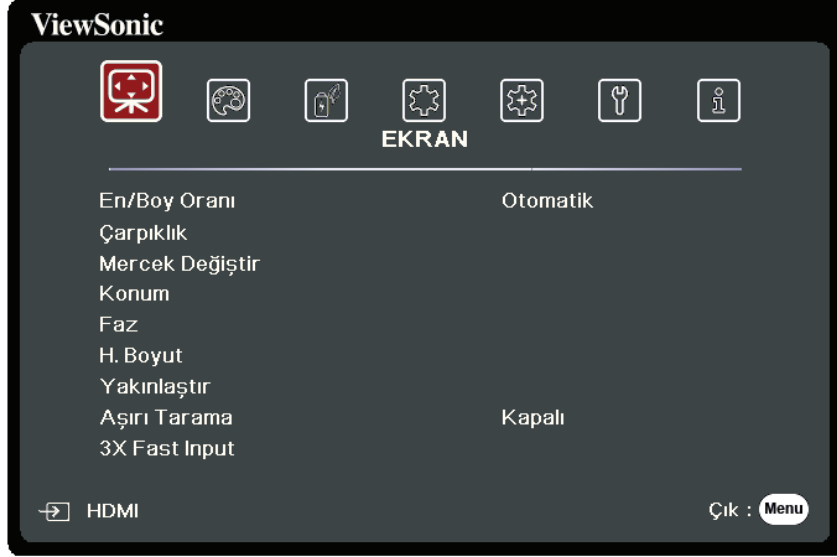 ViewSonic
EKRAN
En/Boy Oranı Otomatik
Çarpıklık
Mercek Değiştir
Konum
Faz
H. Boyut
Yakınlaştır
Aşırı Tarama Kapalı
3X Fast Input
HDMI Çık : Menu